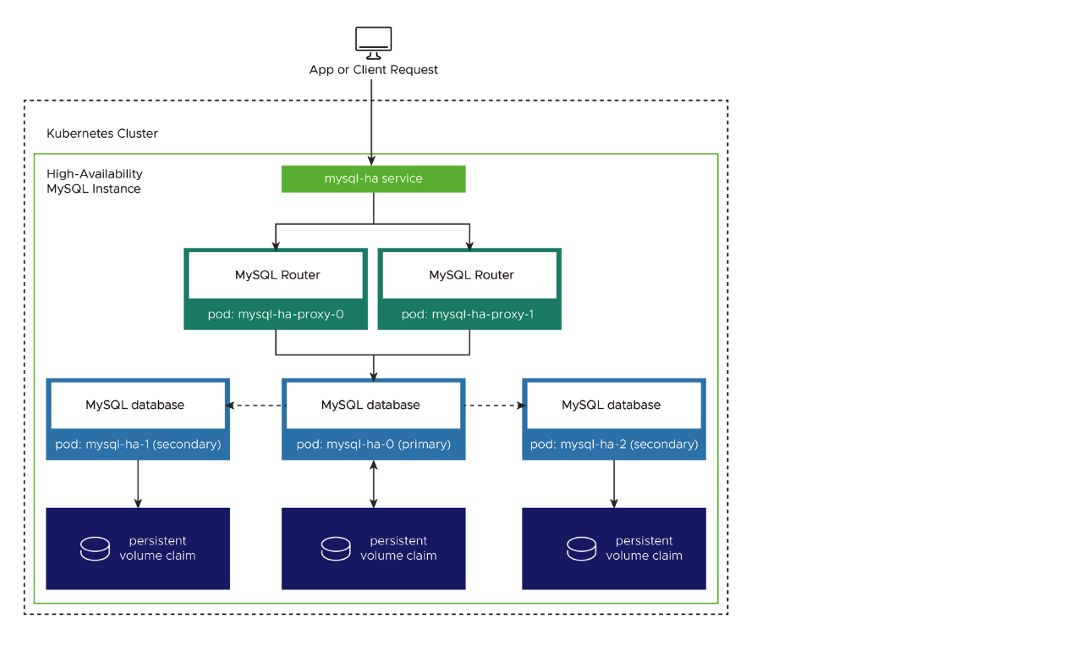 App or Client Request
Kubernetes Cluster
High-Availability
MySQL Instance
mysql-ha service
MySQL Router
pod: mysql-ha-proxy-0
MySQL Router
pod: mysql-ha-proxy-1
MySQL database
pod: mysql-ha-1 (secondary)
MySQL database
pod: mysql-ha-0 (primary)
MySQL database
pod: mysql-ha-2 (secondary)
persistent
volume claim
persistent
volume claim
persistent
volume claim